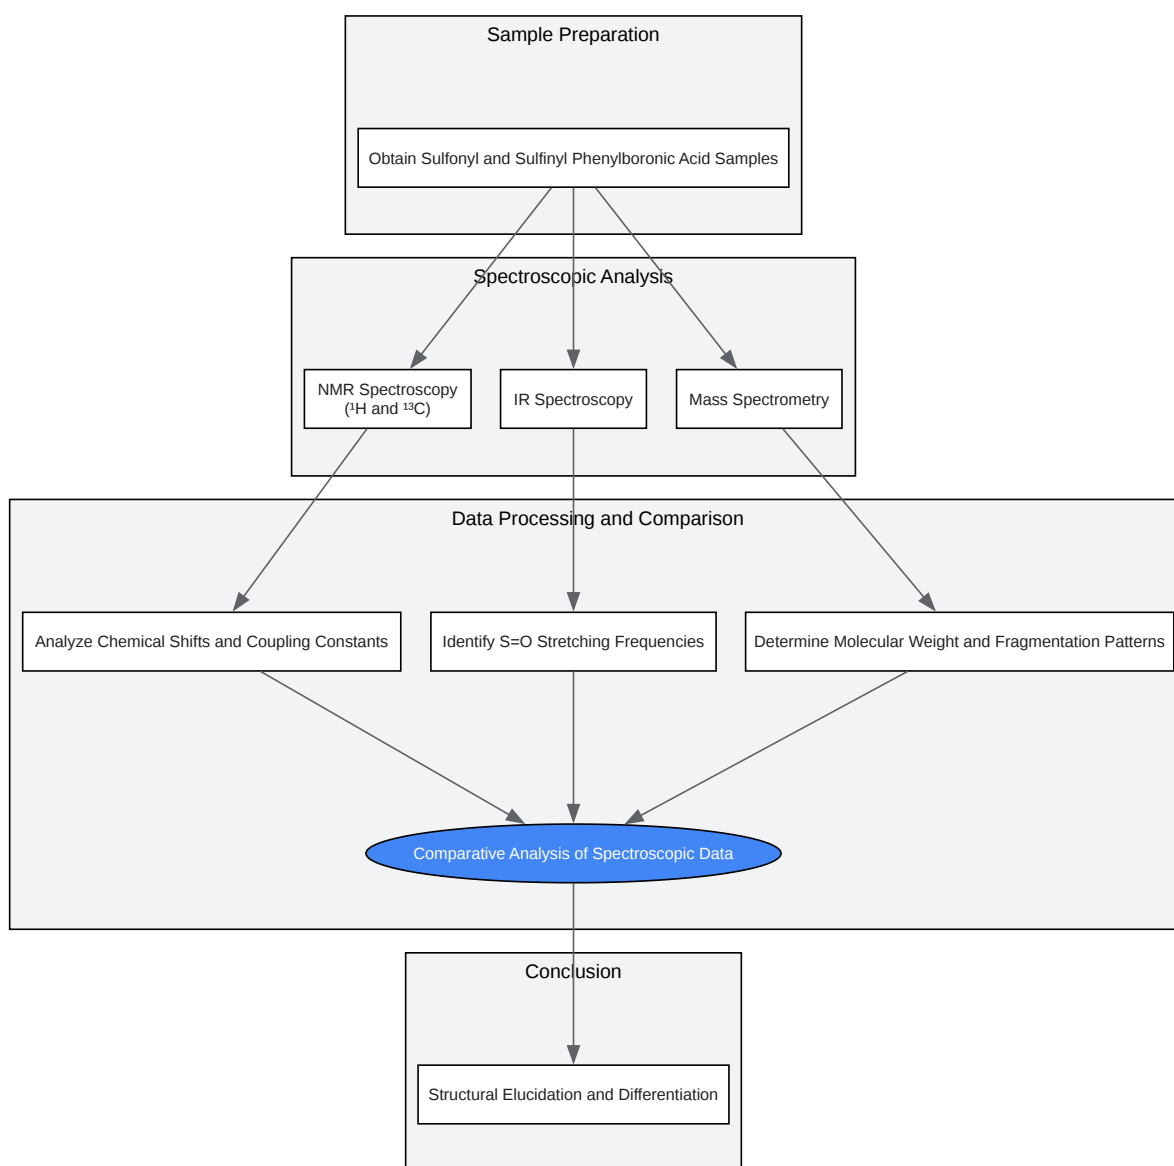 Sample Preparation
Obtain Sulfonyl and Sulfinyl Phenylboronic Acid Samples
Spectroscopic Analysis
NMR Spectroscopy
(¹H and ¹³C)
IR Spectroscopy
Mass Spectrometry
Data Processing and Comparison
Analyze Chemical Shifts and Coupling Constants
Identify S=O Stretching Frequencies
Determine Molecular Weight and Fragmentation Patterns
Comparative Analysis of Spectroscopic Data
Conclusion
Structural Elucidation and Differentiation